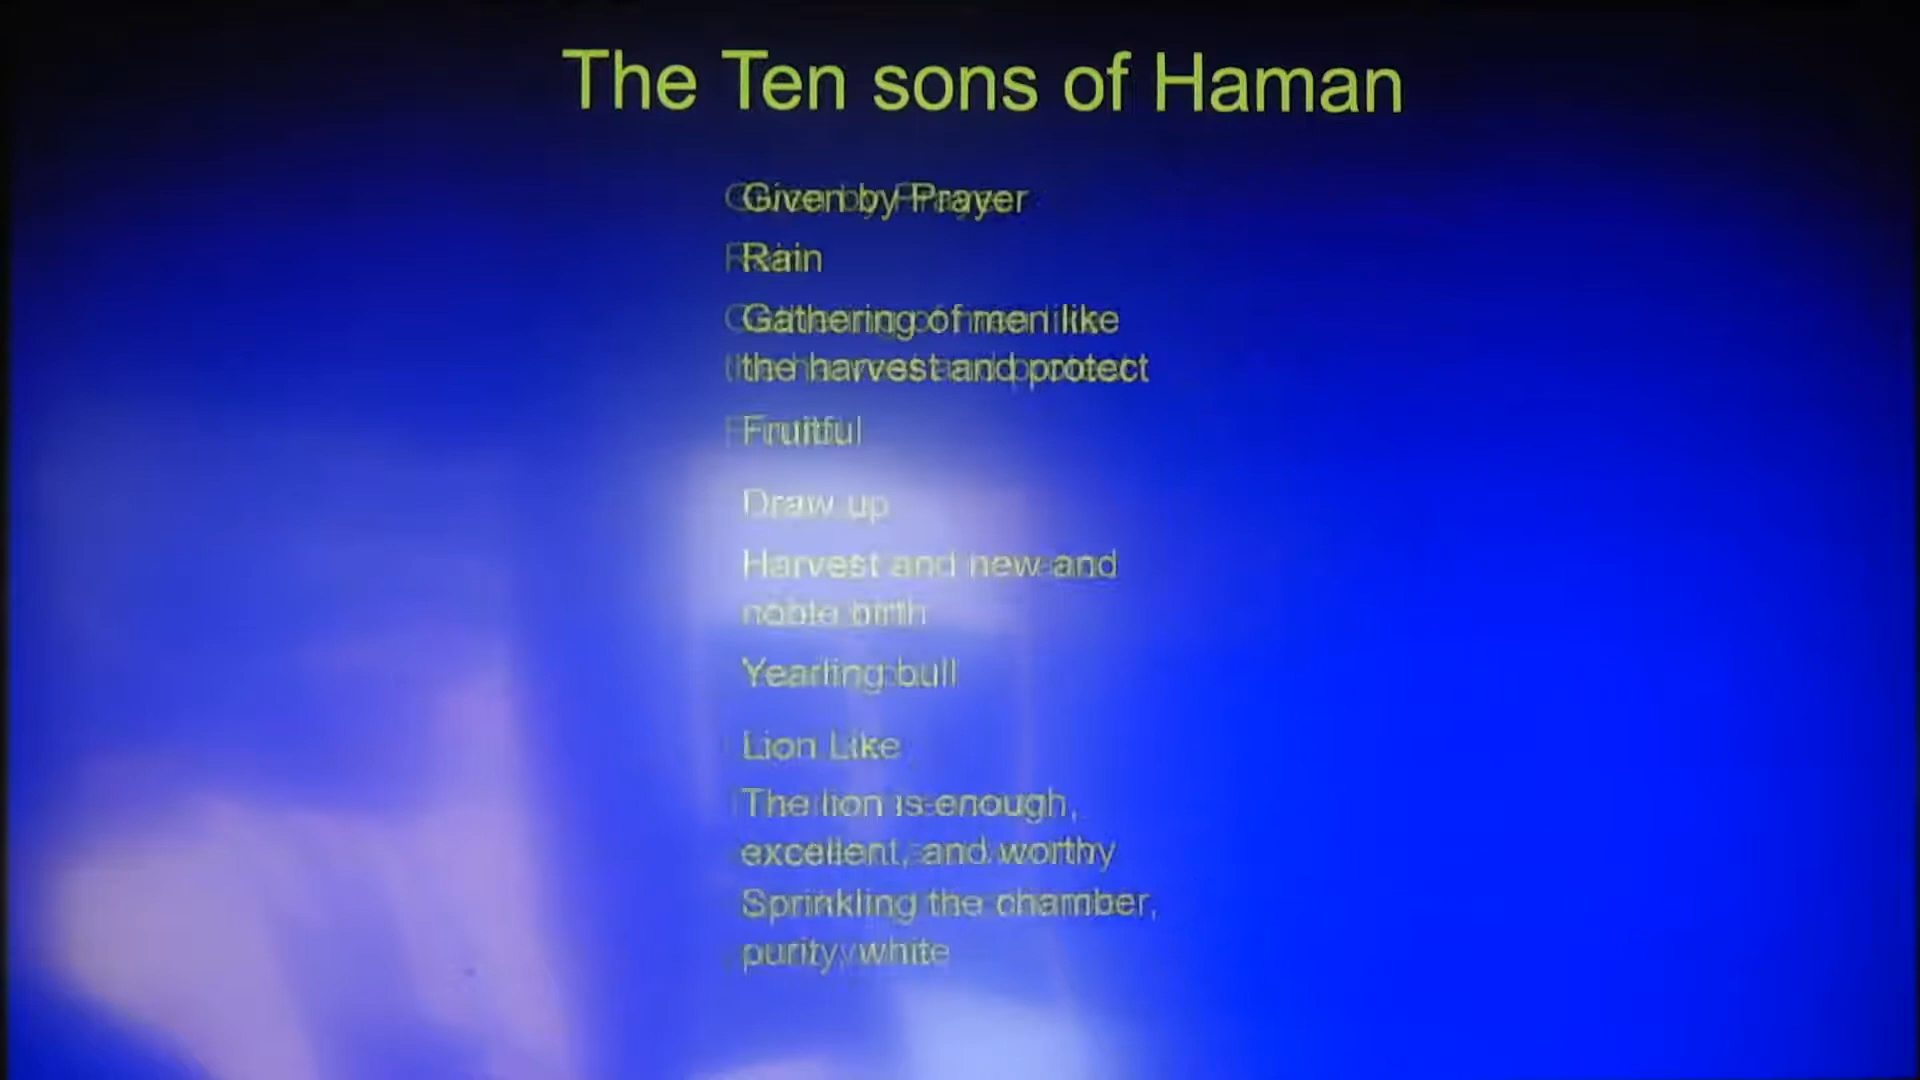 The Ten sons of Haman
Given by Prayer
Rain
Gathering of men like
the harvest and protect
Fruitful
Draw up
Harvest and new and
noble birth
Yearling bull
Lion Like
The lion is enough,
excellent, and worthy
Sprinkling the chamber,
purity, white